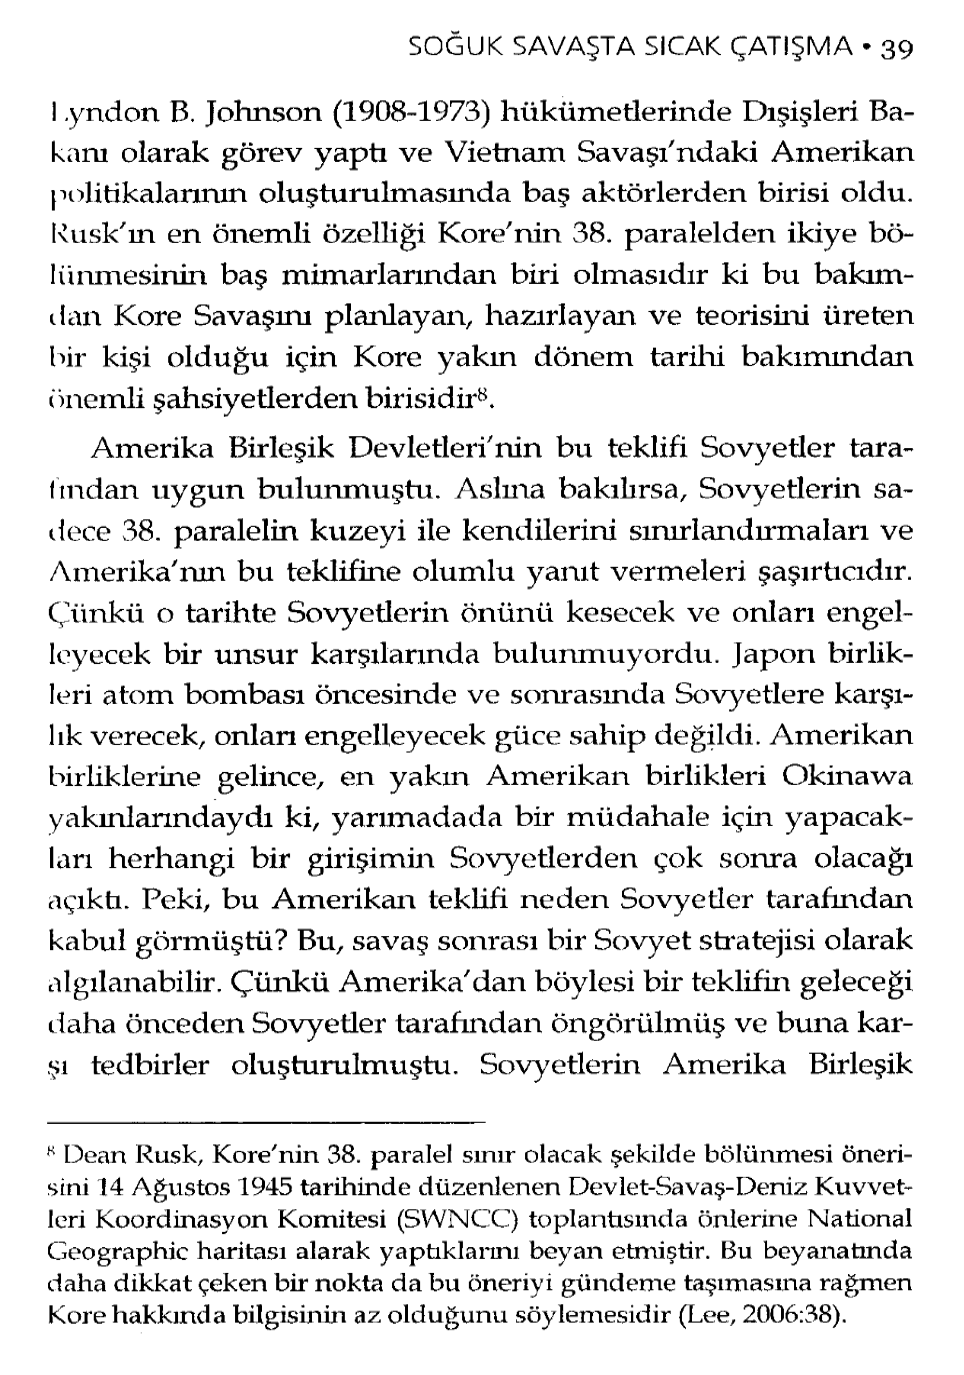 SOĞUK SAVAŞTA SICAK ÇATIŞMA • 39
Lyndon B. Johnson (1908-1973) hükümetlerinde Dışişleri Ba-
kanı olarak görev yaptı ve Vietnam Savaşı'ndaki Amerikan
politikalarının oluşturulmasında baş aktörlerden birisi oldu.
Rusk'ın en önemli özelliği Kore'nin 38. paralelden ikiye bö-
lünmesinin baş mimarlarından biri olmasıdır ki bu bakım-
dan Kore Savaşını planlayan, hazırlayan ve teorisini üreten
bir kişi olduğu için Kore yakın dönem tarihi bakımından
önemli şahsiyetlerden birisidir⁸.
Amerika Birleşik Devletleri'nin bu teklifi Sovyetler tara-
fından uygun bulunmuştu. Aslına bakılırsa, Sovyetlerin sa-
dece 38. paralelin kuzeyi ile kendilerini sınırlandırmaları ve
Amerika'nın bu teklifine olumlu yanıt vermeleri şaşırtıcıdır.
Çünkü o tarihte Sovyetlerin önünü kesecek ve onları engel-
leyecek bir unsur karşılarında bulunmuyordu. Japon birlik-
leri atom bombası öncesinde ve sonrasında Sovyetlere karşı-
lık verecek, onları engelleyecek güce sahip değildi. Amerikan
birliklerine gelince, en yakın Amerikan birlikleri Okinawa
yakınlarındaydı ki, yarımadada bir müdahale için yapacak-
ları herhangi bir girişimin Sovyetlerden çok sonra olacağı
açıktı. Peki, bu Amerikan teklifi neden Sovyetler tarafından
kabul görmüştü? Bu, savaş sonrası bir Sovyet stratejisi olarak
algılanabilir. Çünkü Amerika'dan böylesi bir teklifin geleceği
daha önceden Sovyetler tarafından öngörülmüş ve buna kar-
şı tedbirler oluşturulmuştu. Sovyetlerin Amerika Birleşik
⁸ Dean Rusk, Kore'nin 38. paralel sınır olacak şekilde bölünmesi öneri-
sini 14 Ağustos 1945 tarihinde düzenlenen Devlet-Savaş-Deniz Kuvvet-
leri Koordinasyon Komitesi (SWNCC) toplantısında önlerine National
Geographic haritası alarak yaptıklarını beyan etmiştir. Bu beyanatında
daha dikkat çeken bir nokta da bu öneriyi gündeme taşımasına rağmen
Kore hakkında bilgisinin az olduğunu söylemesidir (Lee, 2006:38).